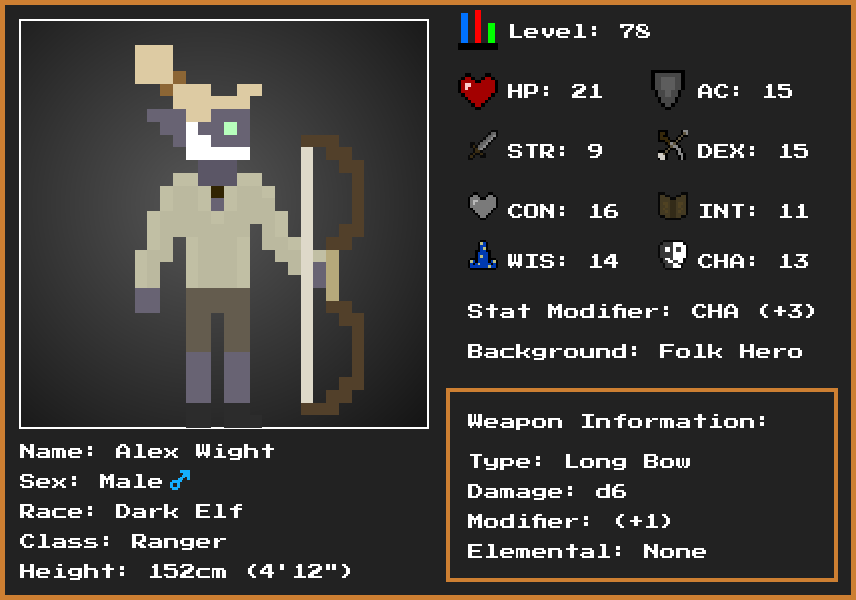 Level: 78
HP: 21 AC: 15
STR: 9 DEX: 15
CON: 16 INT: 11
WIS: 14 CHA: 13
Stat Modifier: CHA (+3)
Background: Folk Hero
Weapon Information:
Type: Long Bow
Damage: d6
Modifier: (+1)
Elemental: None
Name: Alex Wight
Sex: Male ♂
Race: Dark Elf
Class: Ranger
Height: 152cm (4'12")